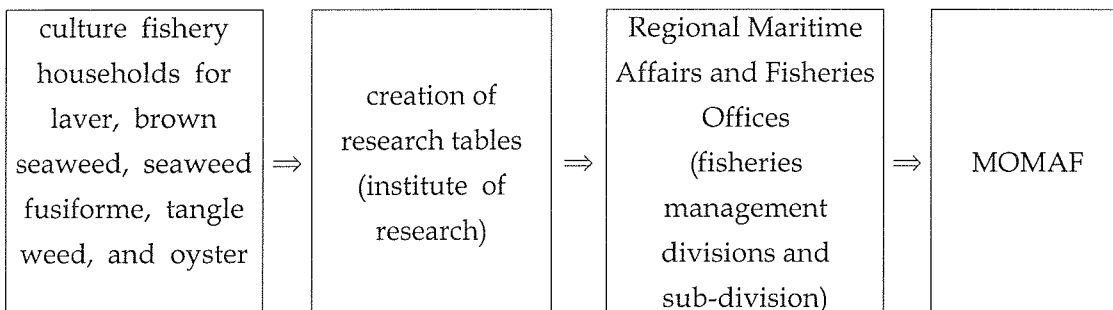 culture fishery
households for
laver, brown
seaweed, seaweed
fusiforme, tangle
weed, and oyster
⇒
creation of
research tables
(institute of
research)
⇒
Regional Maritime
Affairs and Fisheries
Offices
(fisheries
management
divisions and
sub-division)
⇒
MOMAF